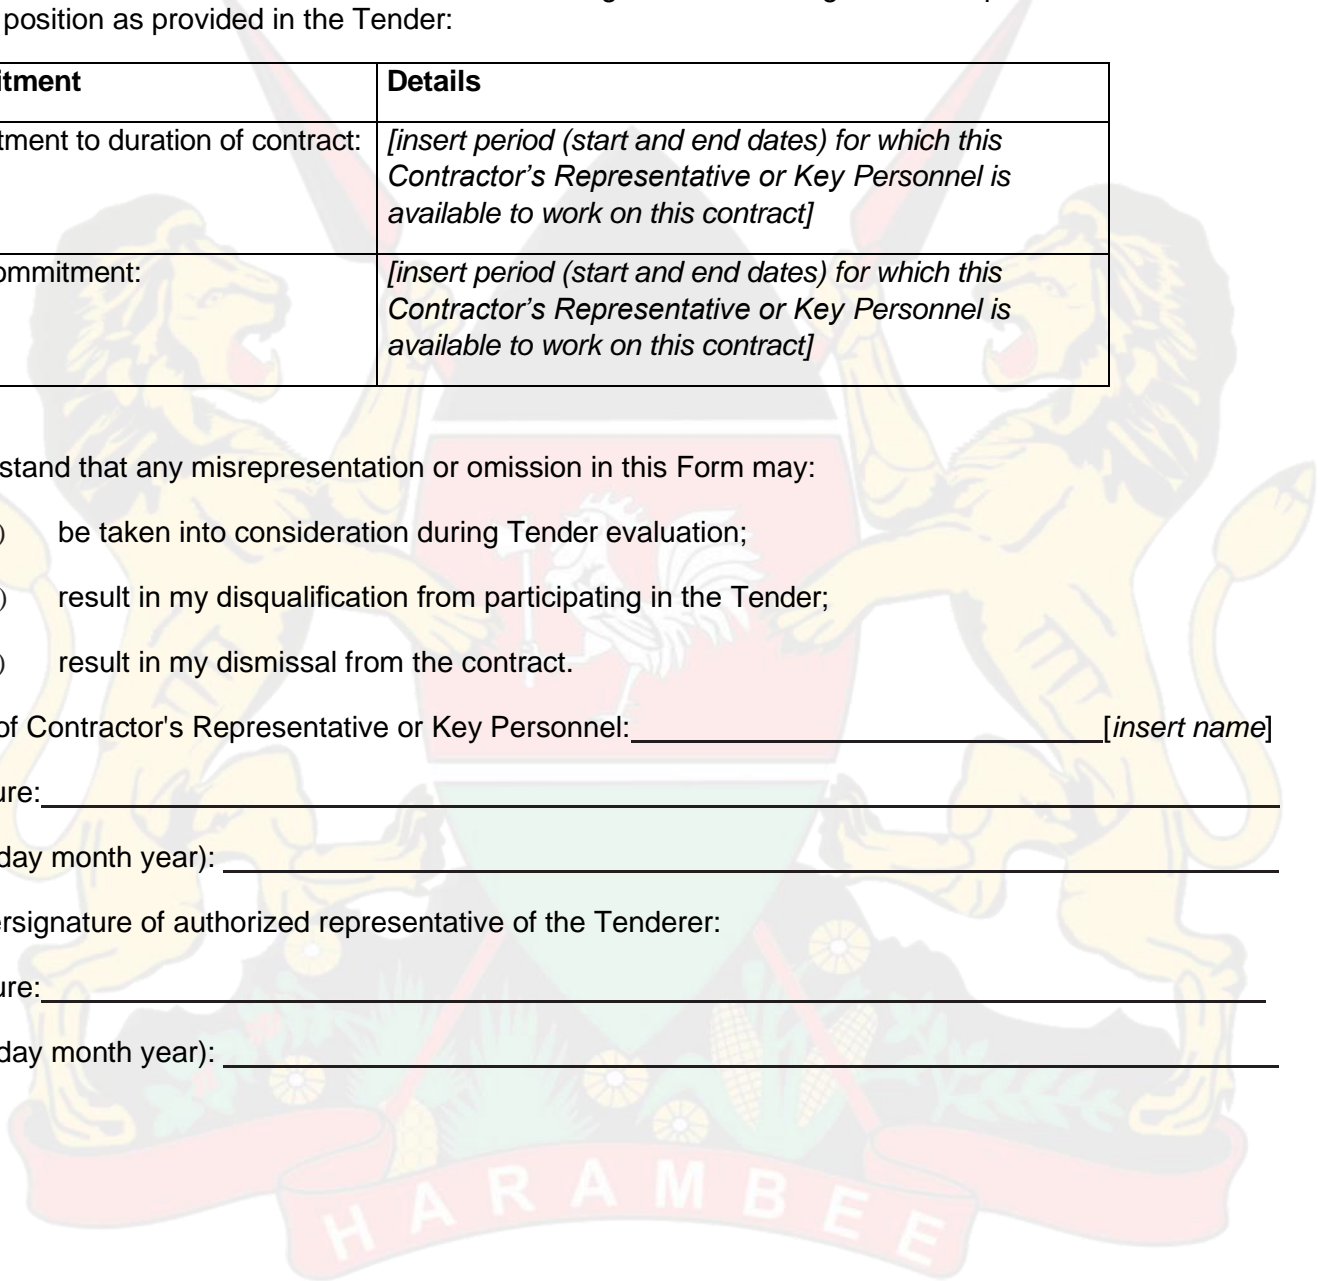 position as provided in the Tender:
itment Details
tment to duration of contract: [insert period (start and end dates) for which this
Contractor’s Representative or Key Personnel is
available to work on this contract]
ommitment: [insert period (start and end dates) for which this
Contractor’s Representative or Key Personnel is
available to work on this contract]
stand that any misrepresentation or omission in this Form may:
) be taken into consideration during Tender evaluation;
) result in my disqualification from participating in the Tender;
) result in my dismissal from the contract.
of Contractor's Representative or Key Personnel: [insert name]
ure:
day month year):
ersignature of authorized representative of the Tenderer:
ure:
day month year):
HARAMBEE